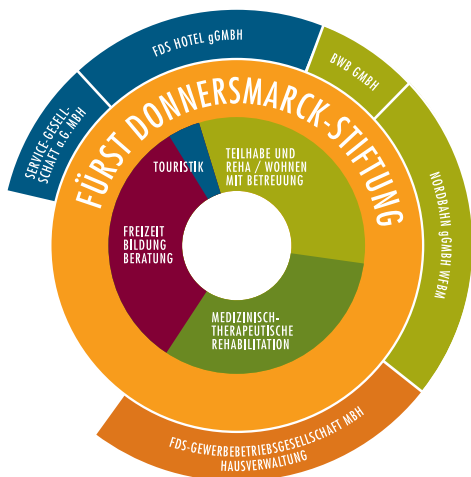 FDS HOTEL gGMBH
BWB GMBH
SERVICE-GESELL-
SCHAFT a.G. MBH
NORDBAHN gGMBH WFBM
FÜRST DONNERSMARCK-STIFTUNG
TOURISTIK
TEILHABE UND
REHA / WOHNEN
MIT BETREUUNG
FREIZEIT
BILDUNG
BERATUNG
MEDIZINISCH-
THERAPEUTISCHE
REHABILITATION
FDS-GEWERBEBETRIEBSGESELLSCHAFT MBH
HAUSVERWALTUNG